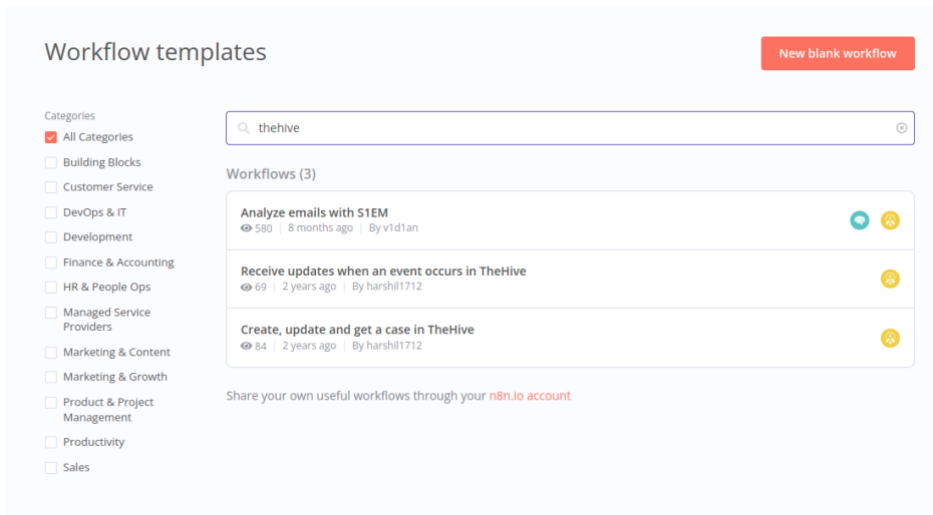 Workflow templates
New blank workflow
Categories
All Categories
Building Blocks
Customer Service
DevOps & IT
Development
Finance & Accounting
HR & People Ops
Managed Service
Providers
Marketing & Content
Marketing & Growth
Product & Project
Management
Productivity
Sales
thehive
Workflows (3)
Analyze emails with S1EM
580 | 8 months ago | By v1d1an
Receive updates when an event occurs in TheHive
69 | 2 years ago | By harshil1712
Create, update and get a case in TheHive
84 | 2 years ago | By harshil1712
Share your own useful workflows through your n8n.io account